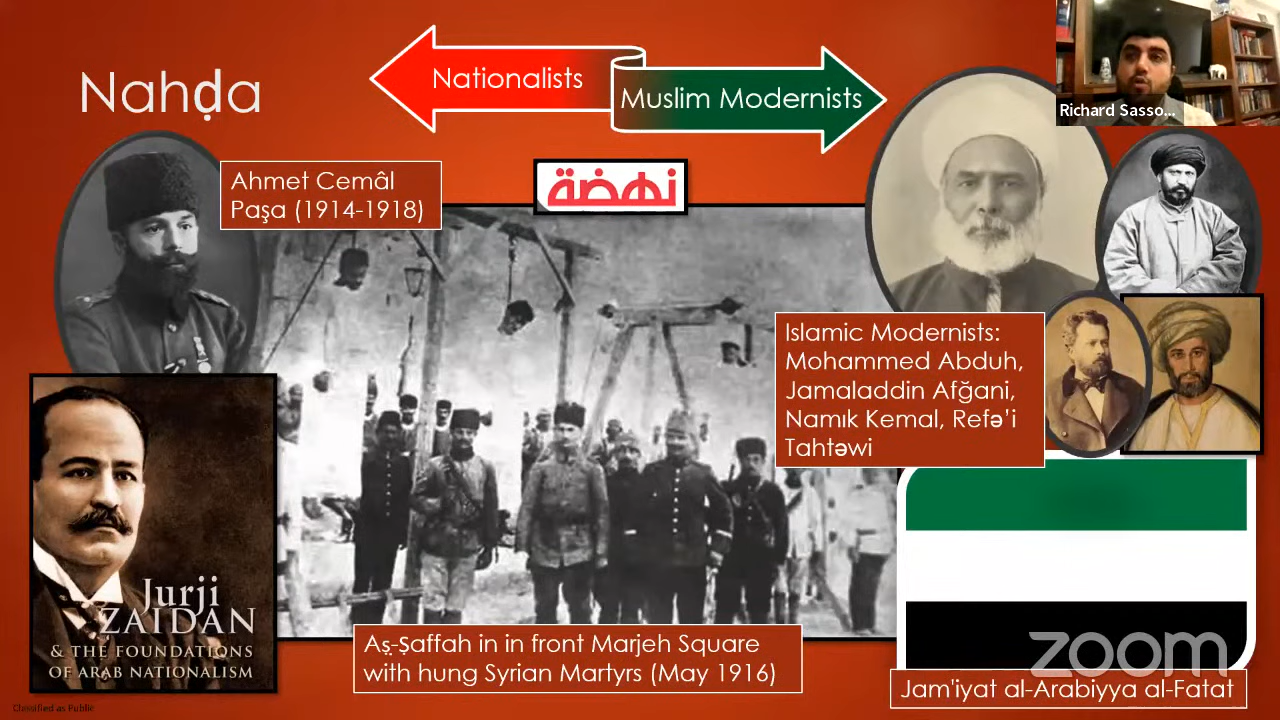 Nahḍa
Nationalists
Muslim Modernists
Richard Sasso...
Ahmet Cemâl
Paşa (1914-1918)
نهضة
Islamic Modernists:
Mohammed Abduh,
Jamaladdin Afğani,
Namık Kemal, Refə'i
Tahtəwi
Jurji
ZAIDAN
& THE FOUNDATIONS
OF ARAB NATIONALISM
Aṣ-Ṣaffah in in front Marjeh Square
with hung Syrian Martyrs (May 1916)
zoom
Jam'iyat al-Arabiyya al-Fatat
Classified as Public